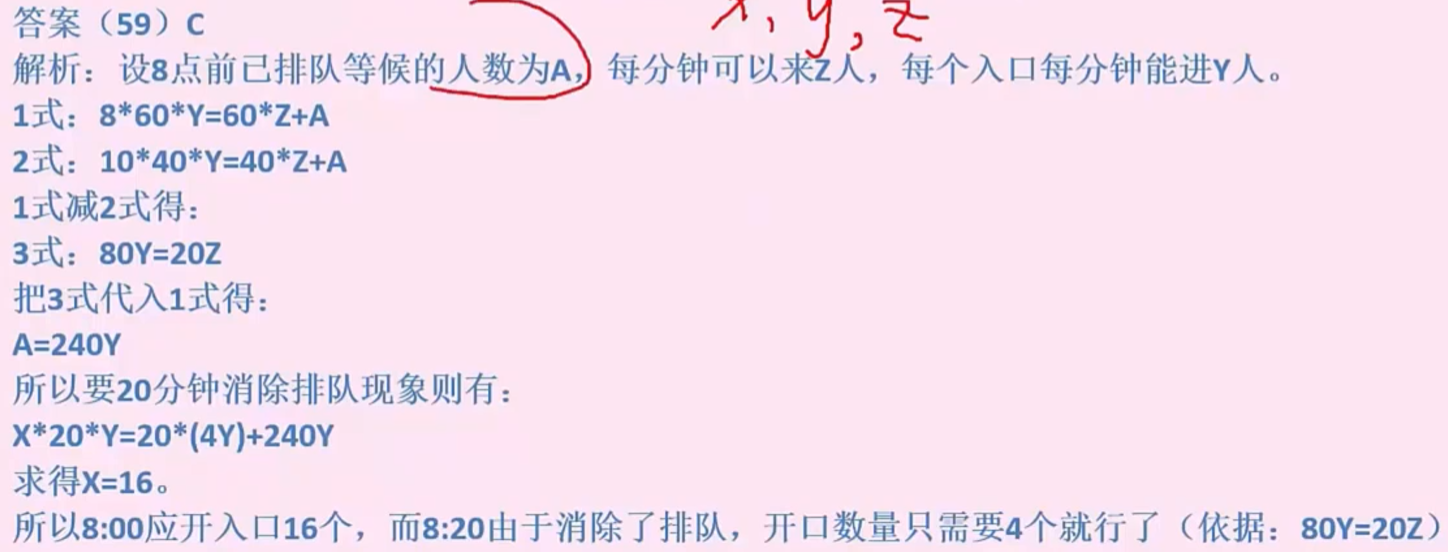 x, y, z
答案（59）C
解析：设8点前已排队等候的人数为A，每分钟可以来Z人，每个入口每分钟能进Y人。
1式：8*60*Y=60*Z+A
2式：10*40*Y=40*Z+A
1式减2式得：
3式：80Y=20Z
把3式代入1式得：
A=240Y
所以要20分钟消除排队现象则有：
X*20*Y=20*(4Y)+240Y
求得X=16。
所以8:00应开入口16个，而8:20由于消除了排队，开口数量只需要4个就行了（依据：80Y=20Z）